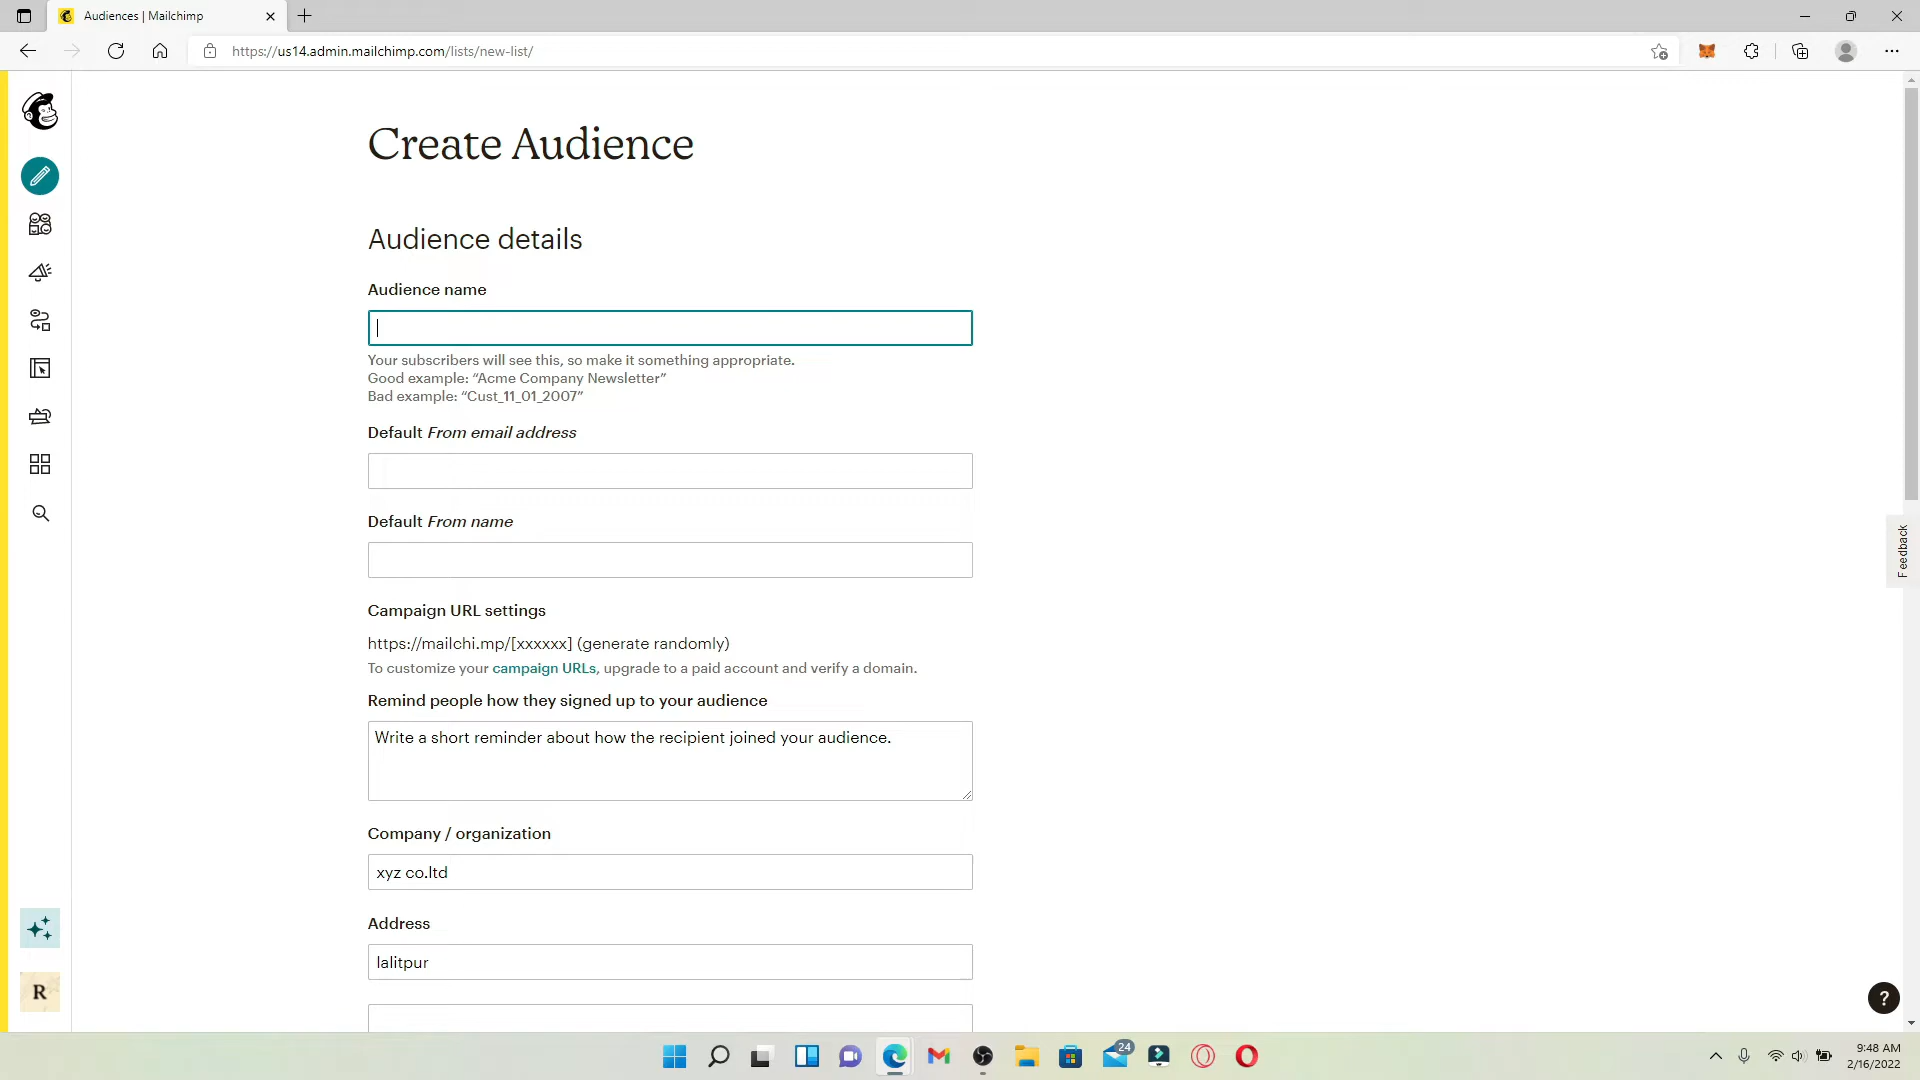 Audiences | Mailchimp
https://us14.admin.mailchimp.com/lists/new-list/
Create Audience
Audience details
Audience name
Your subscribers will see this, so make it something appropriate.
Good example: “Acme Company Newsletter”
Bad example: “Cust_11_01_2007”
Default From email address
Default From name
Campaign URL settings
https://mailchi.mp/[xxxxxx] (generate randomly)
To customize your campaign URLs, upgrade to a paid account and verify a domain.
Remind people how they signed up to your audience
Write a short reminder about how the recipient joined your audience.
Company / organization
xyz co.ltd
Address
lalitpur
R
Feedback
?
24
9:48 AM
2/16/2022